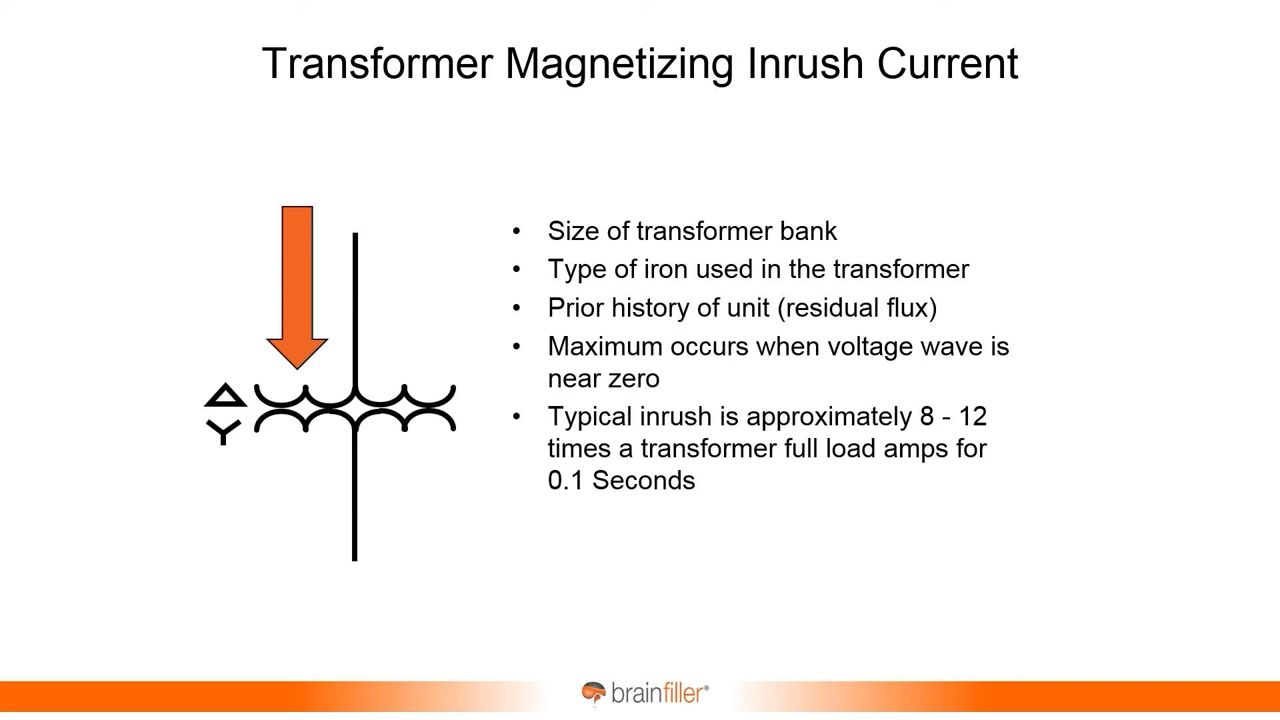 Transformer Magnetizing Inrush Current
• Size of transformer bank
• Type of iron used in the transformer
• Prior history of unit (residual flux)
• Maximum occurs when voltage wave is
near zero
• Typical inrush is approximately 8 - 12
times a transformer full load amps for
0.1 Seconds
brainfiller®